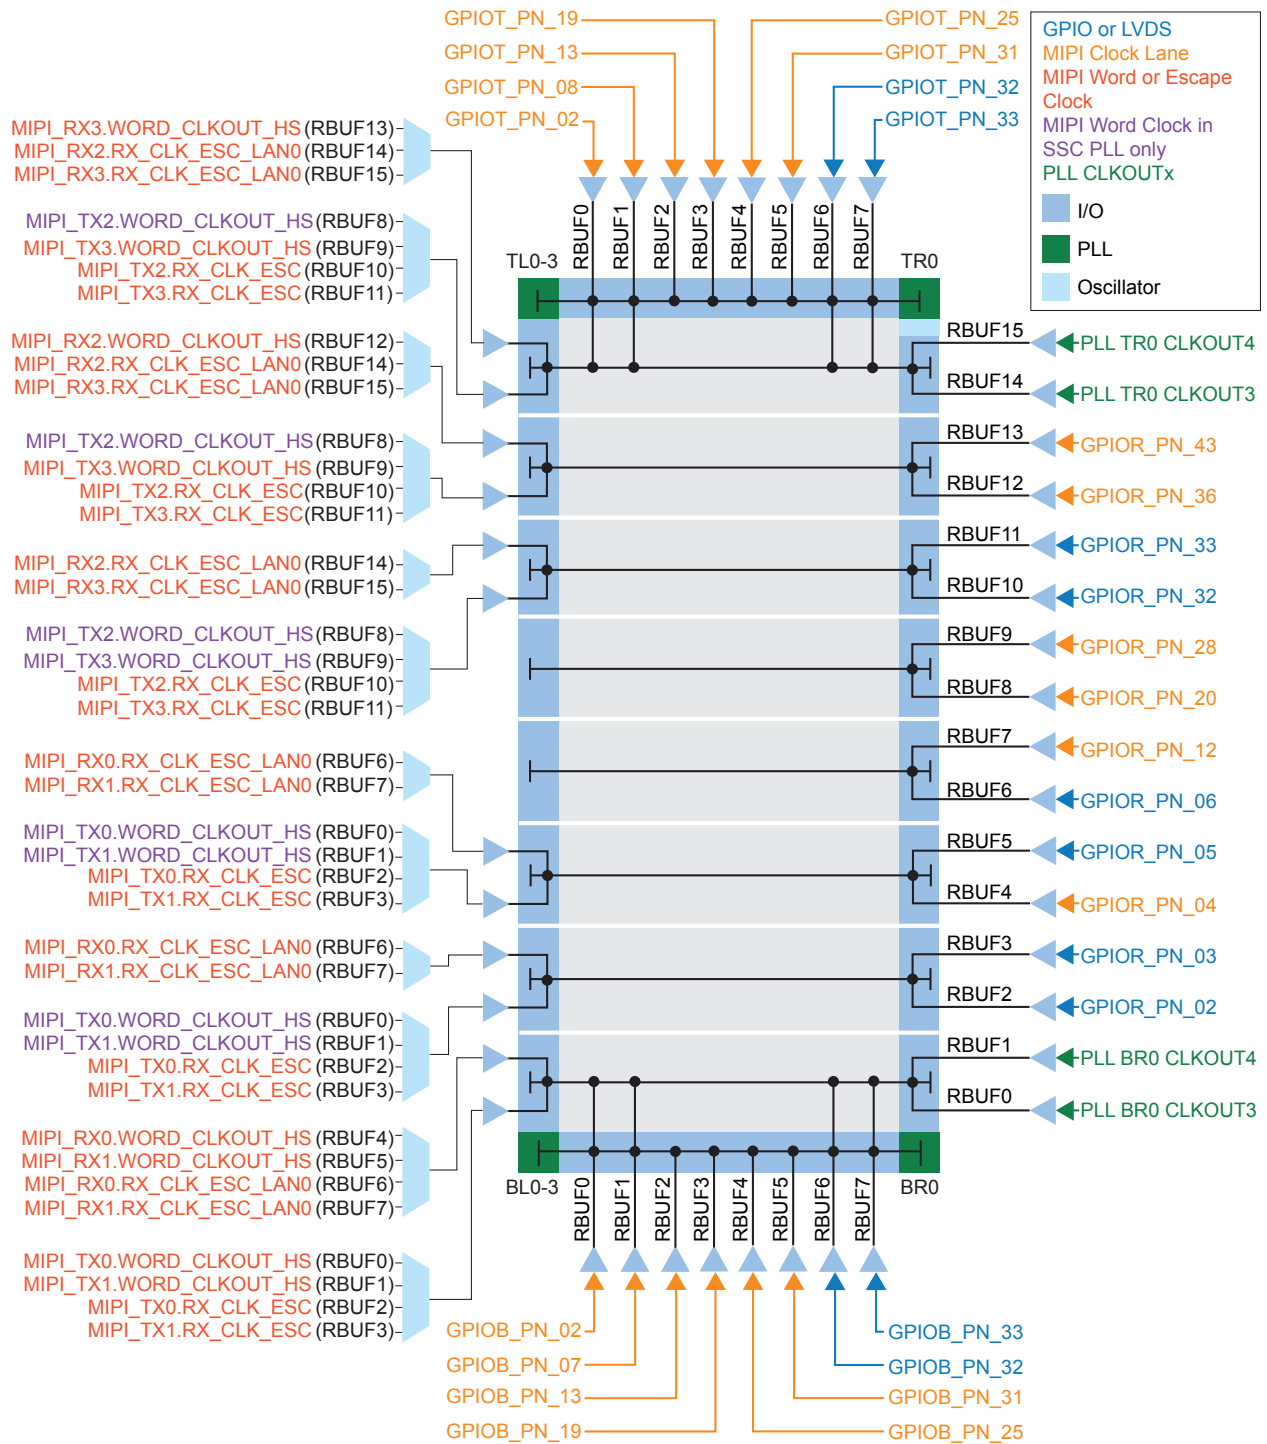 GPIOT_PN_19
GPIOT_PN_13
GPIOT_PN_08
GPIOT_PN_02
GPIOT_PN_25
GPIOT_PN_31
GPIOT_PN_32
GPIOT_PN_33
GPIO or LVDS
MIPI Clock Lane
MIPI Word or Escape
Clock
MIPI Word Clock in
SSC PLL only
PLL CLKOUTx
I/O
PLL
Oscillator
MIPI_RX3.WORD_CLKOUT_HS (RBUF13)
MIPI_RX2.RX_CLK_ESC_LAN0 (RBUF14)
MIPI_RX3.RX_CLK_ESC_LAN0 (RBUF15)
MIPI_TX2.WORD_CLKOUT_HS (RBUF8)
MIPI_TX3.WORD_CLKOUT_HS (RBUF9)
MIPI_TX2.RX_CLK_ESC (RBUF10)
MIPI_TX3.RX_CLK_ESC (RBUF11)
MIPI_RX2.WORD_CLKOUT_HS (RBUF12)
MIPI_RX2.RX_CLK_ESC_LAN0 (RBUF14)
MIPI_RX3.RX_CLK_ESC_LAN0 (RBUF15)
MIPI_TX2.WORD_CLKOUT_HS (RBUF8)
MIPI_TX3.WORD_CLKOUT_HS (RBUF9)
MIPI_TX2.RX_CLK_ESC (RBUF10)
MIPI_TX3.RX_CLK_ESC (RBUF11)
MIPI_RX2.RX_CLK_ESC_LAN0 (RBUF14)
MIPI_RX3.RX_CLK_ESC_LAN0 (RBUF15)
MIPI_TX2.WORD_CLKOUT_HS (RBUF8)
MIPI_TX3.WORD_CLKOUT_HS (RBUF9)
MIPI_TX2.RX_CLK_ESC (RBUF10)
MIPI_TX3.RX_CLK_ESC (RBUF11)
MIPI_RX0.RX_CLK_ESC_LAN0 (RBUF6)
MIPI_RX1.RX_CLK_ESC_LAN0 (RBUF7)
MIPI_TX0.WORD_CLKOUT_HS (RBUF0)
MIPI_TX1.WORD_CLKOUT_HS (RBUF1)
MIPI_TX0.RX_CLK_ESC (RBUF2)
MIPI_TX1.RX_CLK_ESC (RBUF3)
MIPI_RX0.RX_CLK_ESC_LAN0 (RBUF6)
MIPI_RX1.RX_CLK_ESC_LAN0 (RBUF7)
MIPI_TX0.WORD_CLKOUT_HS (RBUF0)
MIPI_TX1.WORD_CLKOUT_HS (RBUF1)
MIPI_TX0.RX_CLK_ESC (RBUF2)
MIPI_TX1.RX_CLK_ESC (RBUF3)
MIPI_RX0.WORD_CLKOUT_HS (RBUF4)
MIPI_RX1.WORD_CLKOUT_HS (RBUF5)
MIPI_RX0.RX_CLK_ESC_LAN0 (RBUF6)
MIPI_RX1.RX_CLK_ESC_LAN0 (RBUF7)
MIPI_TX0.WORD_CLKOUT_HS (RBUF0)
MIPI_TX1.WORD_CLKOUT_HS (RBUF1)
MIPI_TX0.RX_CLK_ESC (RBUF2)
MIPI_TX1.RX_CLK_ESC (RBUF3)
RBUF0
RBUF1
RBUF2
RBUF3
RBUF4
RBUF5
RBUF6
RBUF7
TL0-3
TR0
RBUF15
PLL TR0 CLKOUT4
RBUF14
PLL TR0 CLKOUT3
RBUF13
GPIOR_PN_43
RBUF12
GPIOR_PN_36
RBUF11
GPIOR_PN_33
RBUF10
GPIOR_PN_32
RBUF9
GPIOR_PN_28
RBUF8
GPIOR_PN_20
RBUF7
GPIOR_PN_12
RBUF6
GPIOR_PN_06
RBUF5
GPIOR_PN_05
RBUF4
GPIOR_PN_04
RBUF3
GPIOR_PN_03
RBUF2
GPIOR_PN_02
RBUF1
PLL BR0 CLKOUT4
RBUF0
PLL BR0 CLKOUT3
BL0-3
BR0
RBUF0
RBUF1
RBUF2
RBUF3
RBUF4
RBUF5
RBUF6
RBUF7
GPIOB_PN_02
GPIOB_PN_07
GPIOB_PN_13
GPIOB_PN_19
GPIOB_PN_33
GPIOB_PN_32
GPIOB_PN_31
GPIOB_PN_25